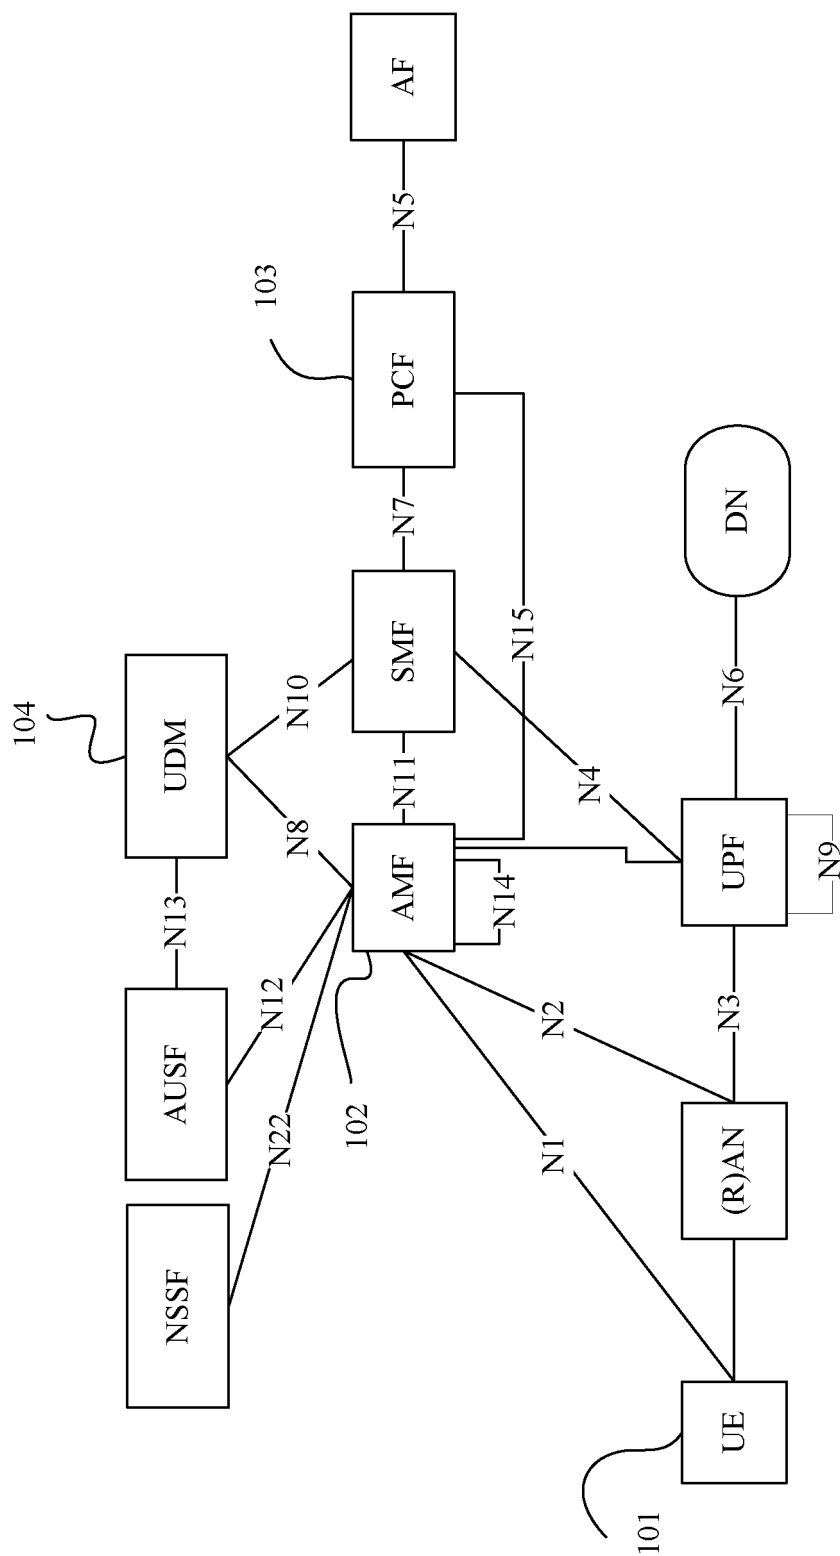 NSSF
AUSF
N13
UDM
104
N22
N12
N8
N10
103
102
AMF
N11
SMF
N7
PCF
N5
AF
N14
N15
N1
N2
N4
101
UE
(R)AN
N3
UPF
N6
DN
N9